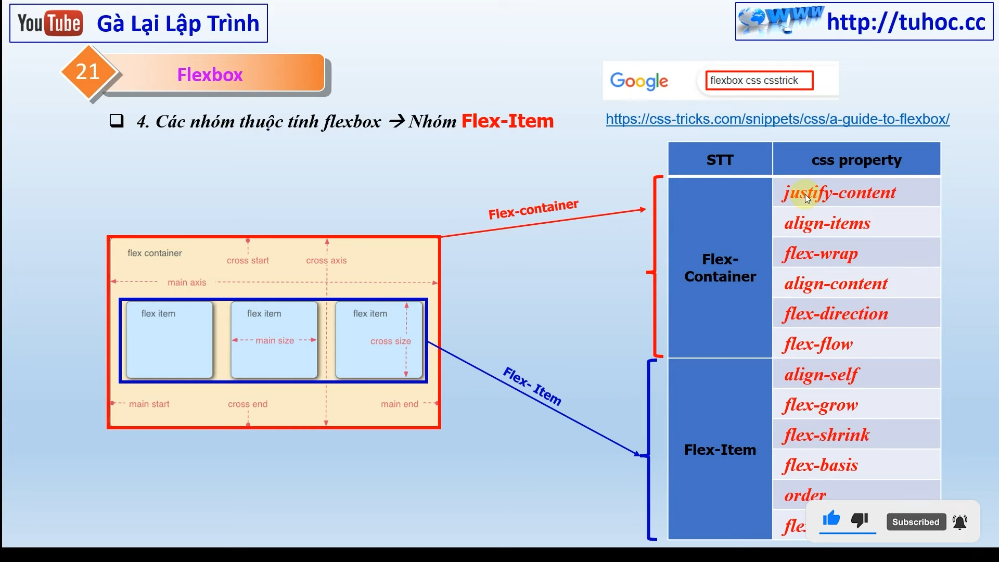 YouTube Gà Lại Lập Trình
WWW http://tuhoc.cc
21
Flexbox
Google
flexbox css csstrick
4. Các nhóm thuộc tính flexbox → Nhóm Flex-Item
https://css-tricks.com/snippets/css/a-guide-to-flexbox/
STT css property
Flex-Container
justify-content
align-items
flex-wrap
align-content
flex-direction
flex-flow
Flex-Item
align-self
flex-grow
flex-shrink
flex-basis
order
Flex-container
flex container
cross start
cross axis
main axis
flex item
flex item
flex item
main size
cross size
main start
cross end
main end
Flex- Item
Subscribed